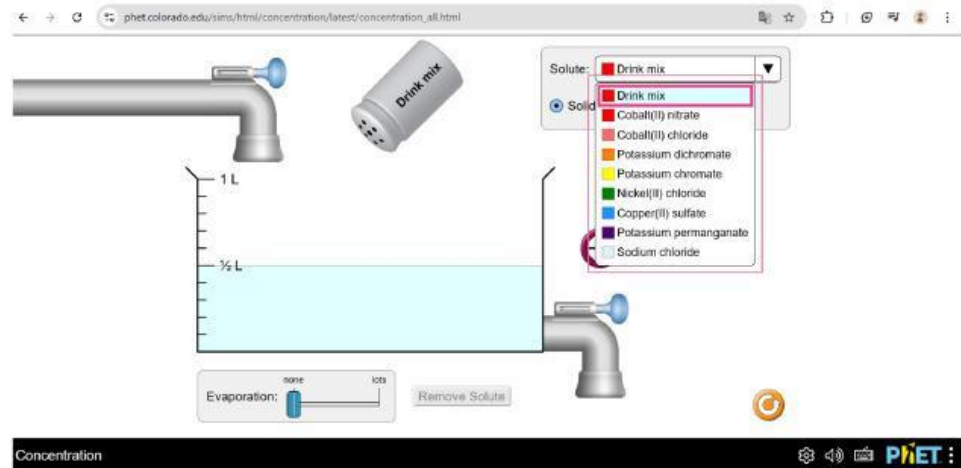 phet.colorado.edu/sims/html/concentration/latest/concentration_all.html
Drink mix
Solute: Drink mix
Drink mix
Solid
Cobalt(II) nitrate
Cobalt(II) chloride
Potassium dichromate
Potassium chromate
Nickel(II) chloride
Copper(II) sulfate
Potassium permanganate
Sodium chloride
1 L
½ L
none lots
Evaporation:
Remove Solute
Concentration
PhET